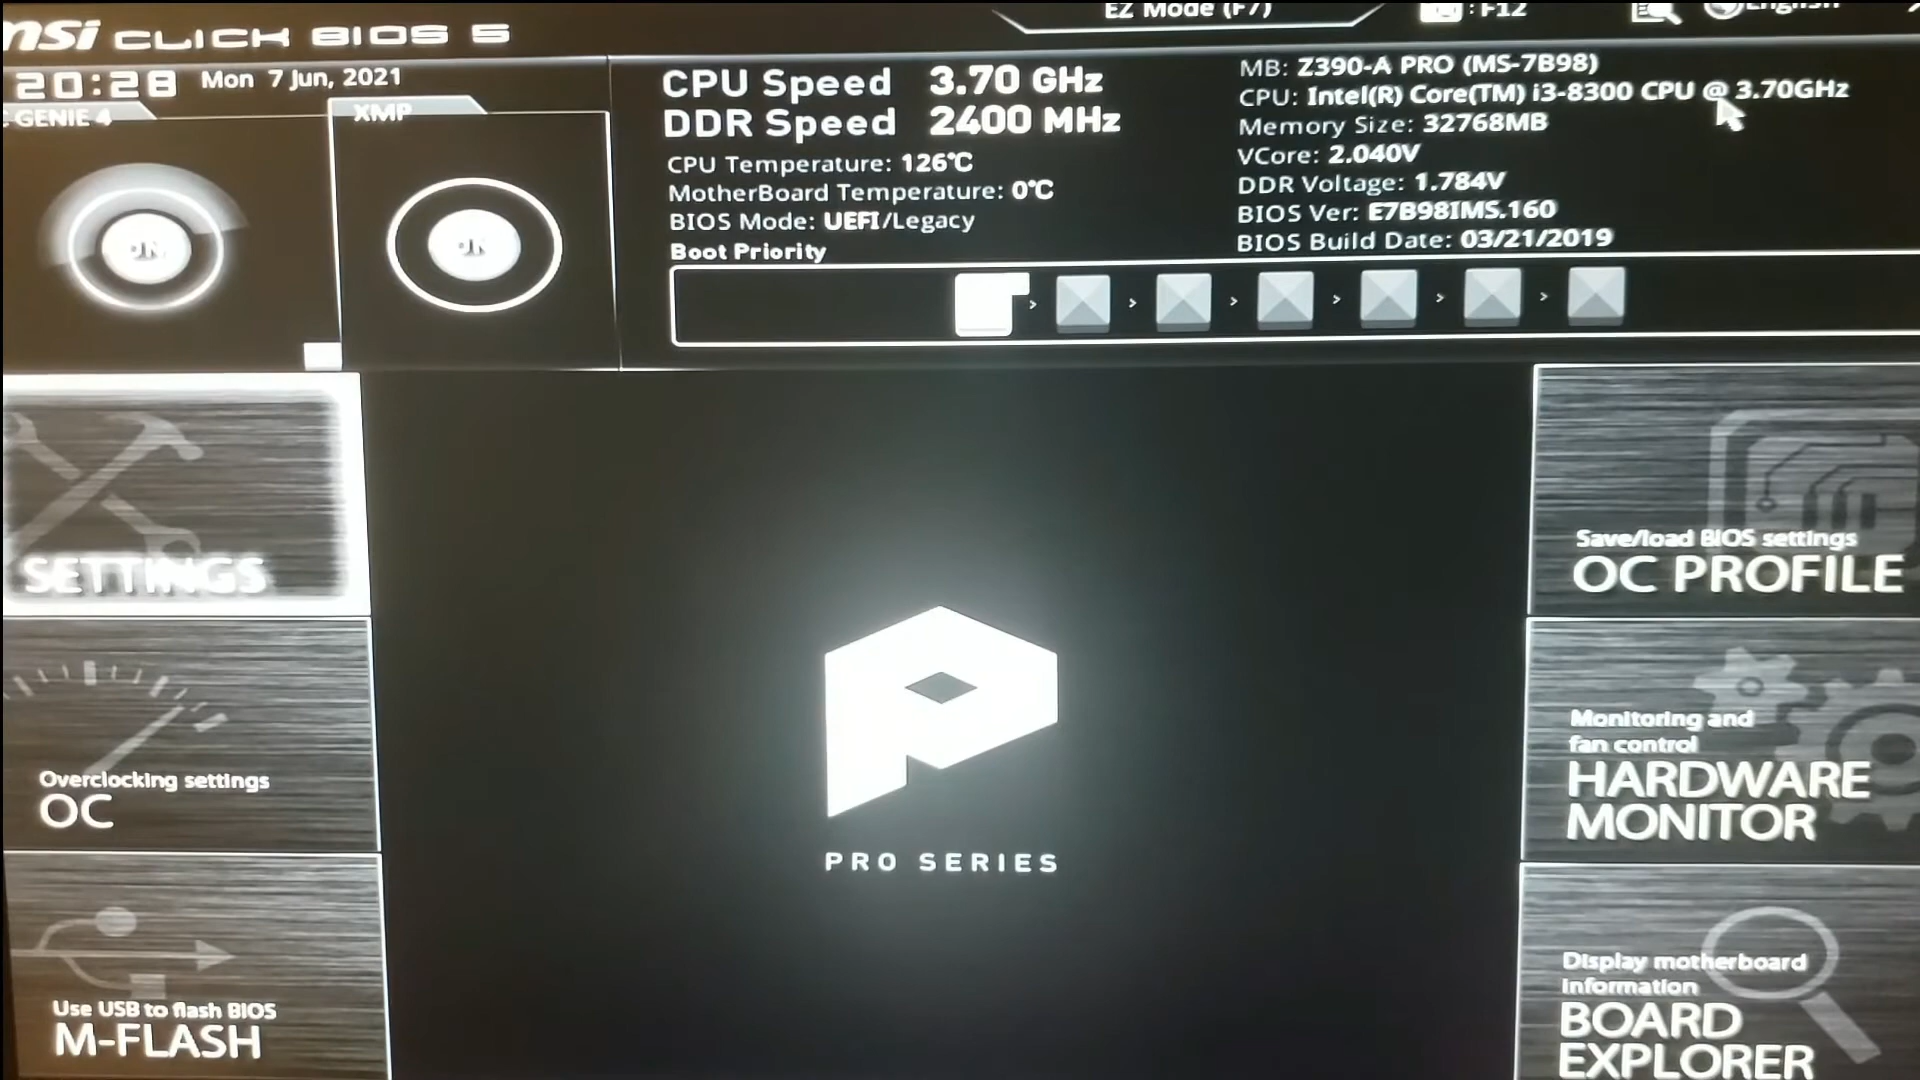 msi CLICK BIOS 5
EZ Mode (F7)
: F12
English
20:28 Mon 7 Jun, 2021
GENIE 4
XMP
CPU Speed 3.70 GHz
DDR Speed 2400 MHz
CPU Temperature: 126°C
MotherBoard Temperature: 0°C
BIOS Mode: UEFI/Legacy
Boot Priority
MB: Z390-A PRO (MS-7B98)
CPU: Intel(R) Core(TM) i3-8300 CPU @ 3.70GHz
Memory Size: 32768MB
VCore: 2.040V
DDR Voltage: 1.784V
BIOS Ver: E7B98IMS.160
BIOS Build Date: 03/21/2019
SETTINGS
Overclocking settings
OC
Use USB to flash BIOS
M-FLASH
PRO SERIES
Save/load BIOS settings
OC PROFILE
Monitoring and
fan control
HARDWARE
MONITOR
Display motherboard
information
BOARD
EXPLORER